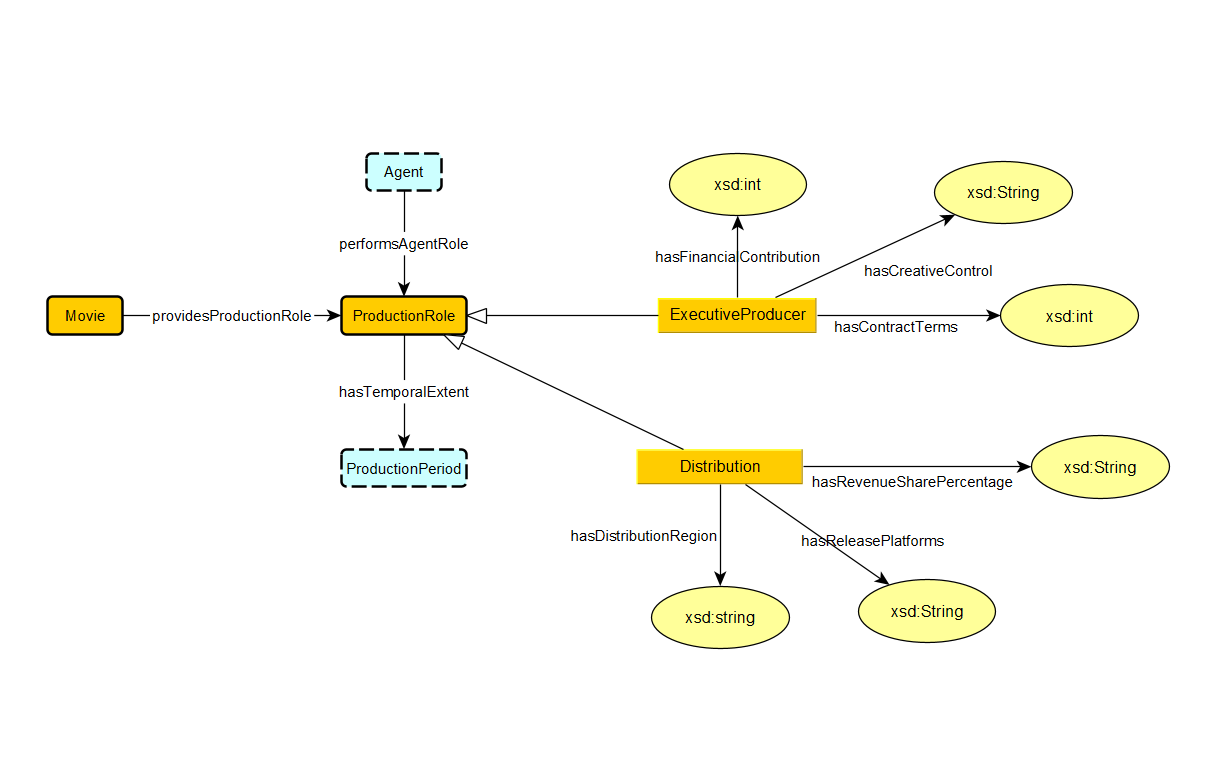 Agent
xsd:int
xsd:String
performsAgentRole
hasFinancialContribution
hasCreativeControl
Movie
providesProductionRole
ProductionRole
ExecutiveProducer
hasContractTerms
xsd:int
hasTemporalExtent
ProductionPeriod
Distribution
hasRevenueSharePercentage
xsd:String
hasDistributionRegion
hasReleasePlatforms
xsd:string
xsd:String